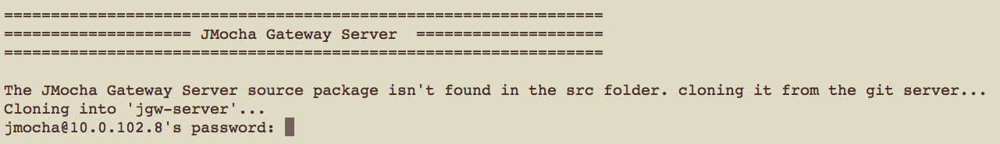 ================================================================
==================== JMocha Gateway Server  ====================
================================================================
The JMocha Gateway Server source package isn't found in the src folder. cloning it from the git server...
Cloning into 'jgw-server'...
jmocha@10.0.102.8's password: